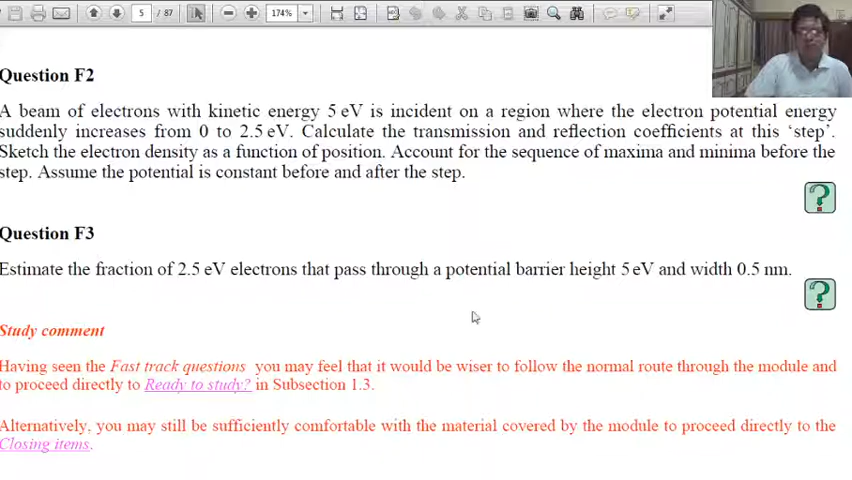 5 / 87
174%
Question F2
A beam of electrons with kinetic energy 5 eV is incident on a region where the electron potential energy
suddenly increases from 0 to 2.5 eV. Calculate the transmission and reflection coefficients at this ‘step’.
Sketch the electron density as a function of position. Account for the sequence of maxima and minima before the
step. Assume the potential is constant before and after the step.
?
Question F3
Estimate the fraction of 2.5 eV electrons that pass through a potential barrier height 5 eV and width 0.5 nm.
?
Study comment
Having seen the Fast track questions you may feel that it would be wiser to follow the normal route through the module and
to proceed directly to Ready to study? in Subsection 1.3.
Alternatively, you may still be sufficiently comfortable with the material covered by the module to proceed directly to the
Closing items.